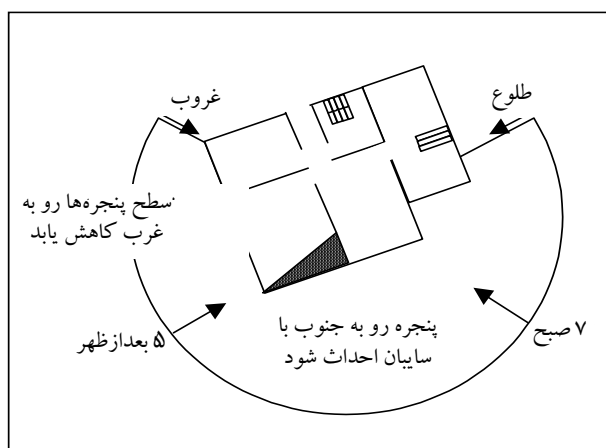 طلوع
غروب
سطح پنجره‌ها رو به
غرب کاهش یابد
پنجره رو به جنوب با
سایبان احداث شود
۷ صبح
۵ بعدازظهر